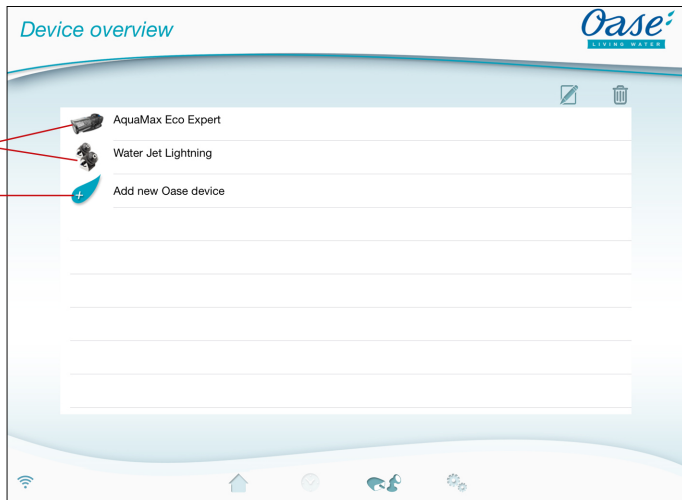 Device overview
Oase
LIVING WATER
AquaMax Eco Expert
Water Jet Lightning
Add new Oase device